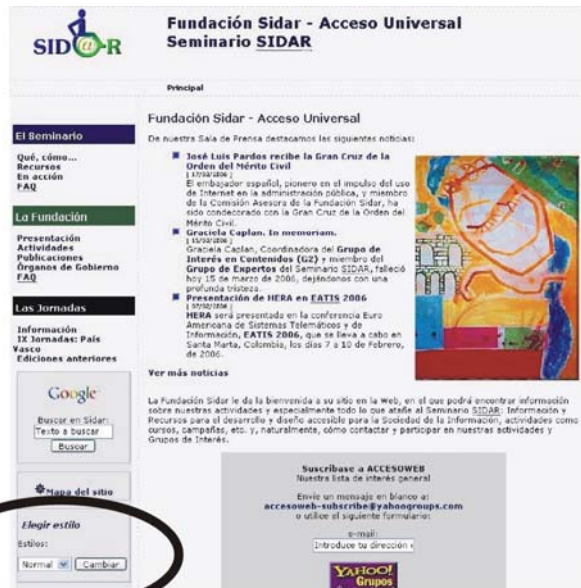 SID@R
Fundación Sidar - Acceso Universal
Seminario SIDAR
Principal
El Seminario
Qué, cómo...
Recursos
En acción
FAQ
La Fundación
Presentación
Actividades
Publicaciones
Órganos de Gobierno
FAQ
Las Jornadas
Información
IX Jornadas: País
Vasco
Ediciones anteriores
Google
Buscar en Sidar:
Texto a buscar
Buscar
Mapa del sitio
Elegir estilo
Estilos:
Normal
Cambiar
Fundación Sidar - Acceso Universal
De nuestra Sala de Prensa destacamos las siguientes noticias:
José Luis Pardos recibe la Gran Cruz de la
Orden del Mérito Civil
[ 17/03/2006 ]
El embajador español, pionero en el impulso del uso
de Internet en la administración pública, y miembro
de la Comisión Asesora de la Fundación Sidar, ha
sido condecorado con la Gran Cruz de la Orden del
Mérito Civil.
Graciela Caplan. In memoriam.
[ 15/03/2006 ]
Graciela Caplan, Coordinadora del Grupo de
Interés en Contenidos (G2) y miembro del
Grupo de Expertos del Seminario SIDAR, falleció
hoy 15 de marzo de 2006, dejándonos con una
profunda tristeza.
Presentación de HERA en EATIS 2006
HERA será presentada en la conferencia Euro
Americana de Sistemas Telemáticos y de
Información, EATIS 2006, que se lleva a cabo en
Santa Marta, Colombia, los días 7 a 10 de Febrero,
de 2006.
Ver más noticias
La Fundación Sidar le da la bienvenida a su sitio en la Web, en el que podrá encontrar información
sobre nuestras actividades y especialmente todo lo que atañe al Seminario SIDAR: Información y
Recursos para el desarrollo y diseño accesible para la Sociedad de la Información, actividades como
cursos, campañas, etc. y, naturalmente, cómo contactar y participar en nuestras actividades y
Grupos de Interés.
Suscríbase a ACCESOWEB
Nuestra lista de interés general
Envíe un mensaje en blanco a:
accesoweb-subscribe@yahoogroups.com
o utilice el siguiente formulario:
e-mail:
Introduce tu dirección
YAHOO!
Grupos